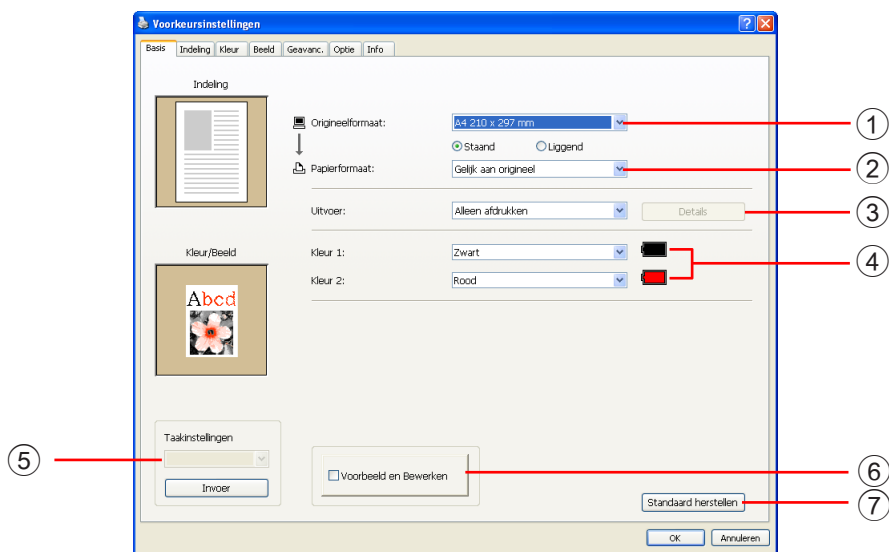 Voorkeursinstellingen
Basis Indeling Kleur Beeld Geavanc. Optie Info
Indeling
Origineelformaat: A4 210 x 297 mm 1
Staand Liggend
Papierformaat: Gelijk aan origineel 2
Uitvoer: Alleen afdrukken Details 3
Kleur/Beeld
Kleur 1: Zwart
4
Kleur 2: Rood
Abcd
Taakinstellingen
5
Invoer
Voorbeeld en Bewerken 6
Standaard herstellen 7
OK Annuleren